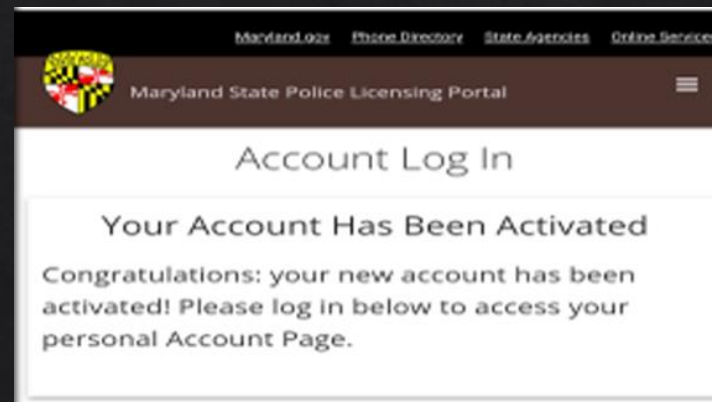 Maryland.gov Phone Directory State Agencies Online Services
Maryland State Police Licensing Portal
Account Log In
Your Account Has Been Activated
Congratulations: your new account has been
activated! Please log in below to access your
personal Account Page.